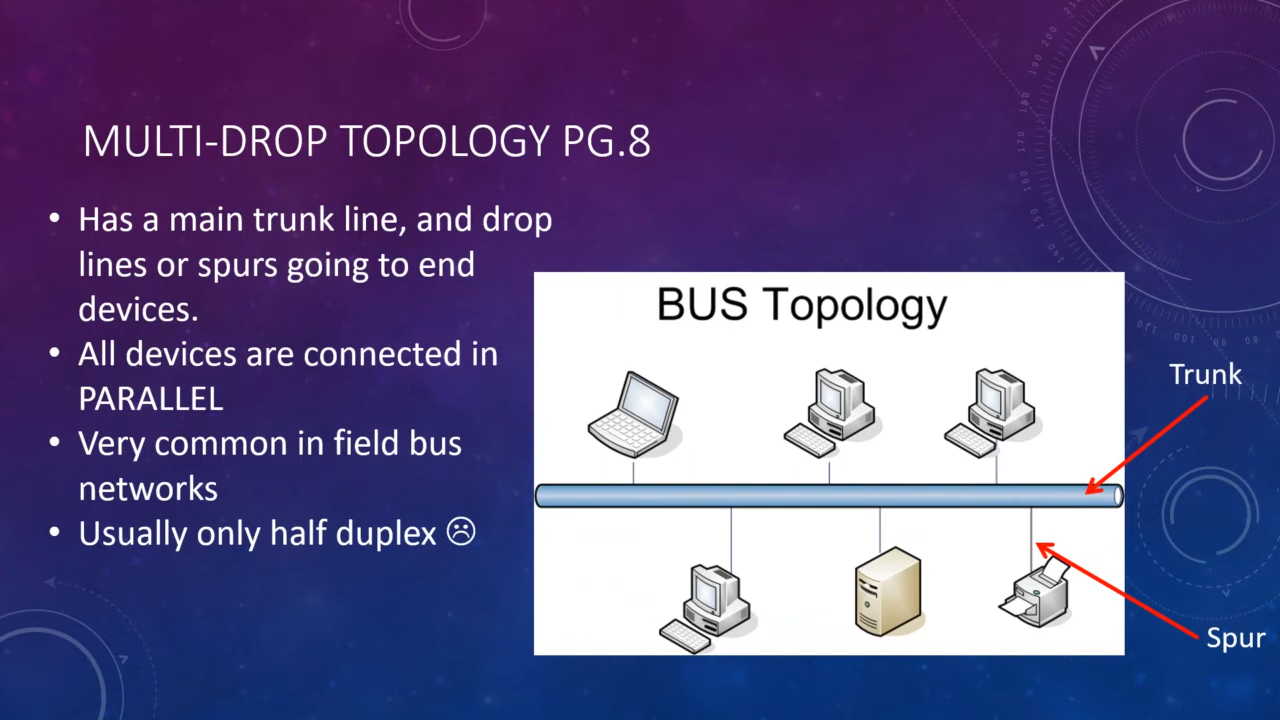 MULTI-DROP TOPOLOGY PG.8
• Has a main trunk line, and drop
lines or spurs going to end
devices.
• All devices are connected in
PARALLEL
• Very common in field bus
networks
• Usually only half duplex ☹
BUS Topology
Trunk
Spur